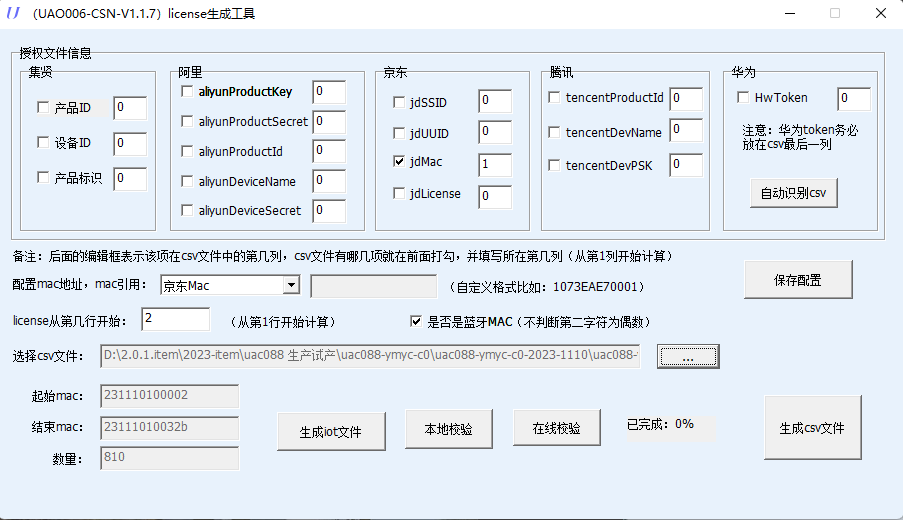 （UAO006-CSN-V1.1.7）license生成工具
授权文件信息
集贤
产品ID 0
设备ID 0
产品标识 0
阿里
aliyunProductKey 0
aliyunProductSecret 0
aliyunProductId 0
aliyunDeviceName 0
aliyunDeviceSecret 0
京东
jdSSID 0
jdUUID 0
jdMac 1
jdLicense 0
腾讯
tencentProductId 0
tencentDevName 0
tencentDevPSK 0
华为
HwToken 0
注意：华为token务必
放在csv最后一列
自动识别csv
备注：后面的编辑框表示该项在csv文件中的第几列，csv文件有哪几项就在前面打勾，并填写所在第几列（从第1列开始计算）
配置mac地址，mac引用： 京东Mac （自定义格式比如：1073EAE70001）
保存配置
license从第几行开始： 2 （从第1行开始计算） 是否是蓝牙MAC（不判断第二字符为偶数）
选择csv文件： D:\2.0.1.item\2023-item\uac088 生产试产\uac088-ymyc-c0\uac088-ymyc-c0-2023-1110\uac088- ...
起始mac： 231110100002
结束mac： 23111010032b
数量： 810
生成iot文件
本地校验
在线校验
已完成：0%
生成csv文件